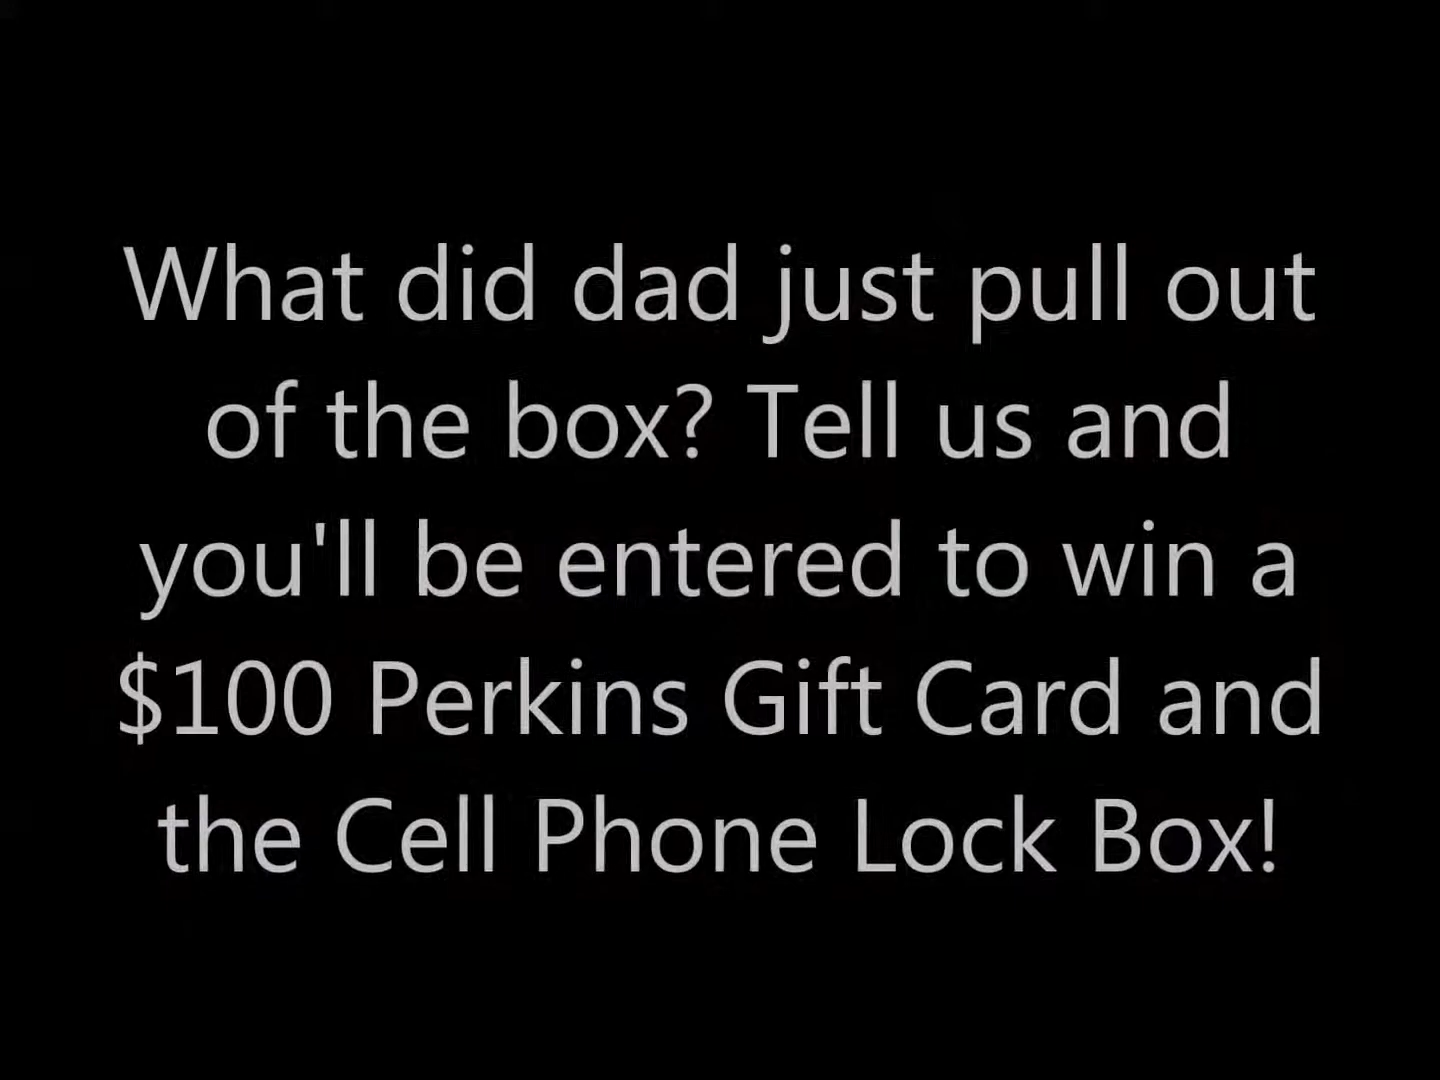 What did dad just pull out
of the box? Tell us and
you'll be entered to win a
$100 Perkins Gift Card and
the Cell Phone Lock Box!